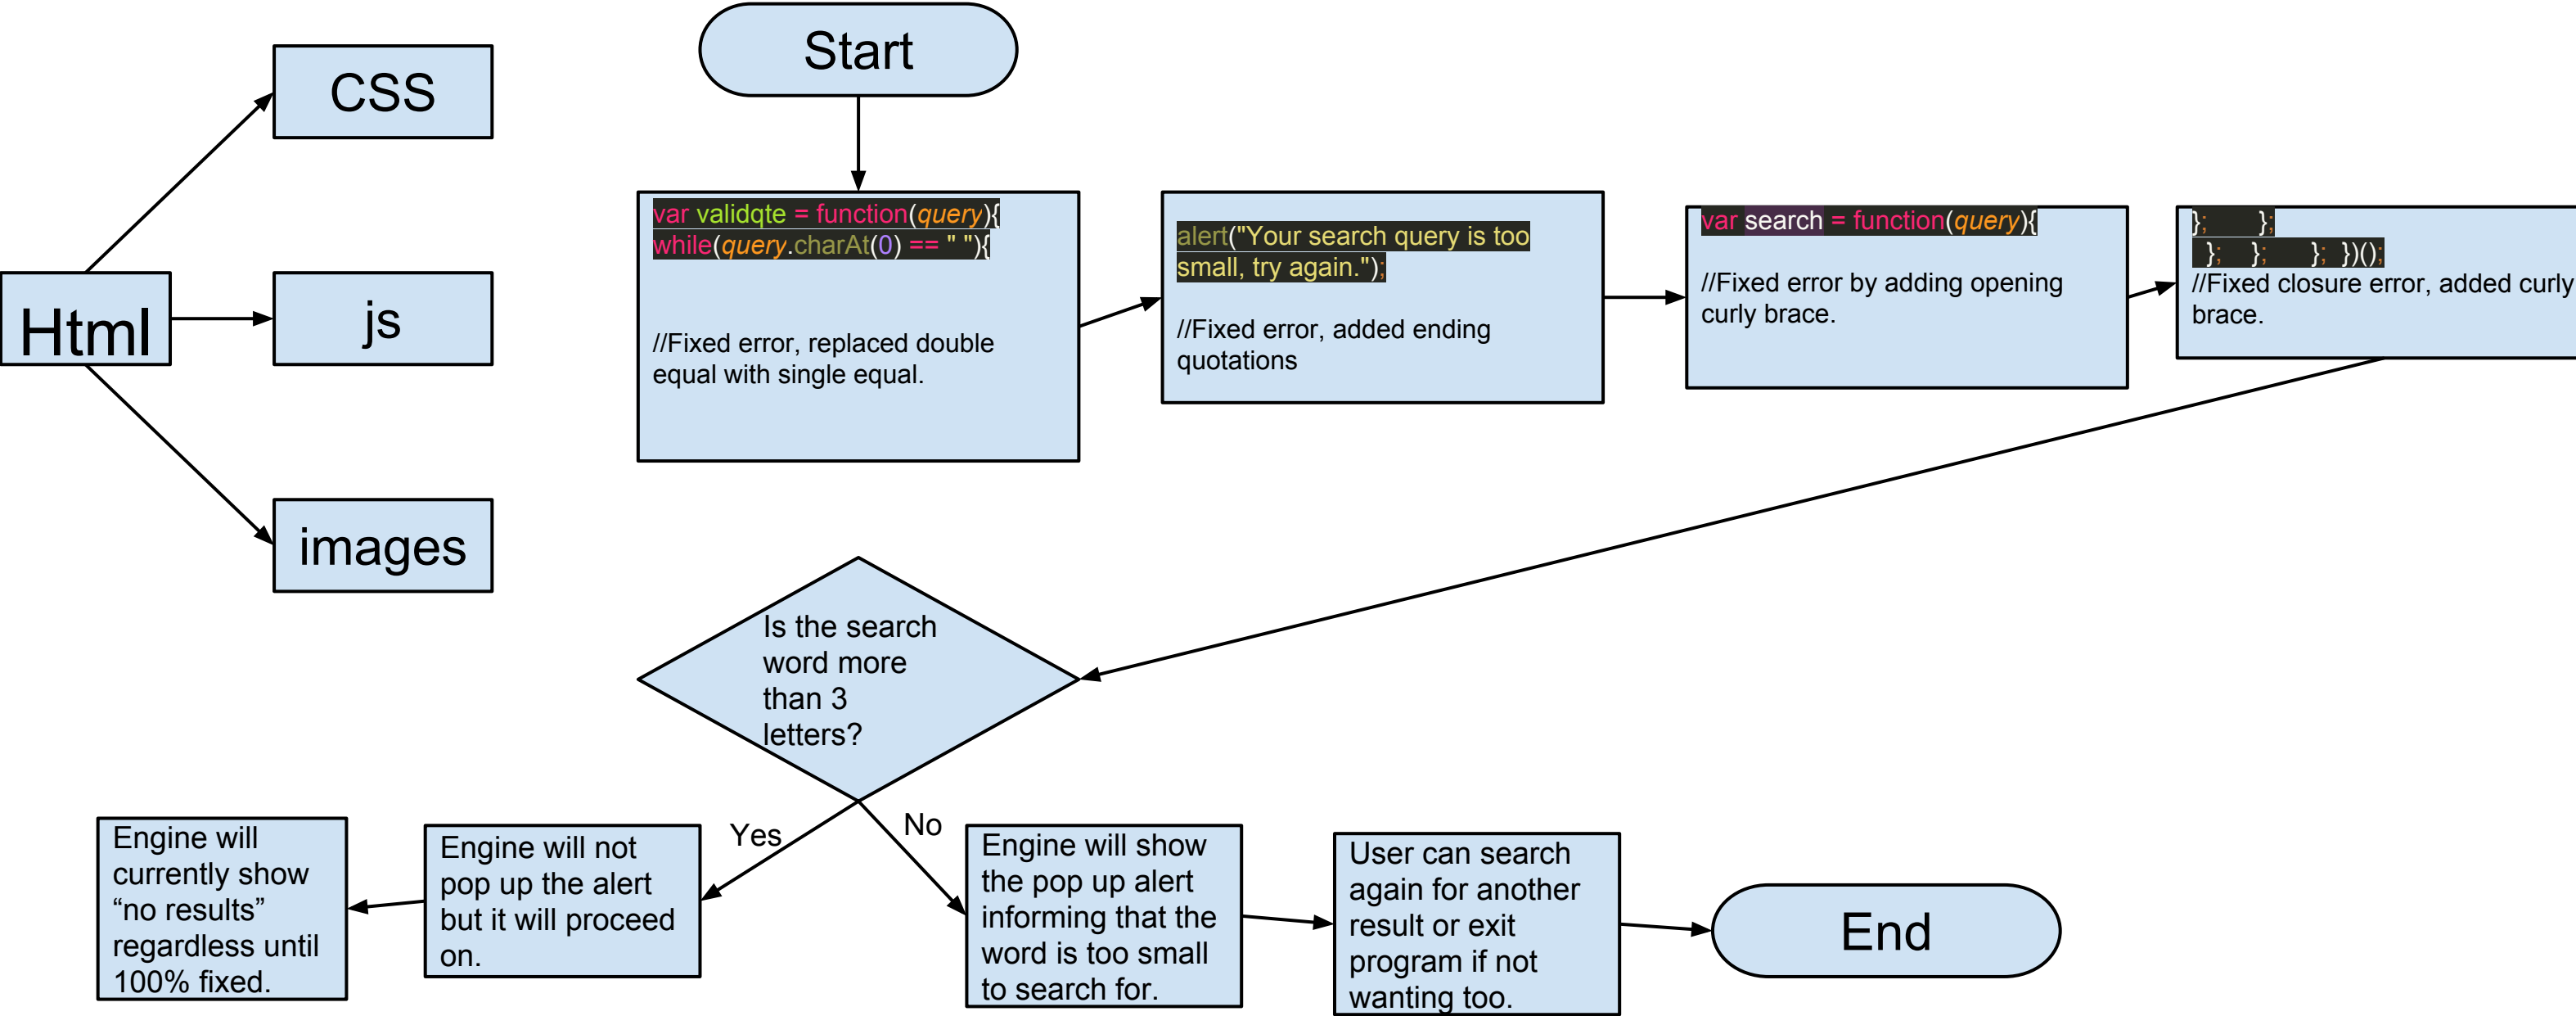 CSS
Html
js
images
Start
var validqte = function(query){
while(query.charAt(0) == " "){
//Fixed error, replaced double
equal with single equal.
alert("Your search query is too
small, try again.");
//Fixed error, added ending
quotations
var search = function(query){
//Fixed error by adding opening
curly brace.
}; };
}; }; }; })();
//Fixed closure error, added curly
brace.
Is the search
word more
than 3
letters?
Yes
No
Engine will
currently show
“no results”
regardless until
100% fixed.
Engine will not
pop up the alert
but it will proceed
on.
Engine will show
the pop up alert
informing that the
word is too small
to search for.
User can search
again for another
result or exit
program if not
wanting too.
End